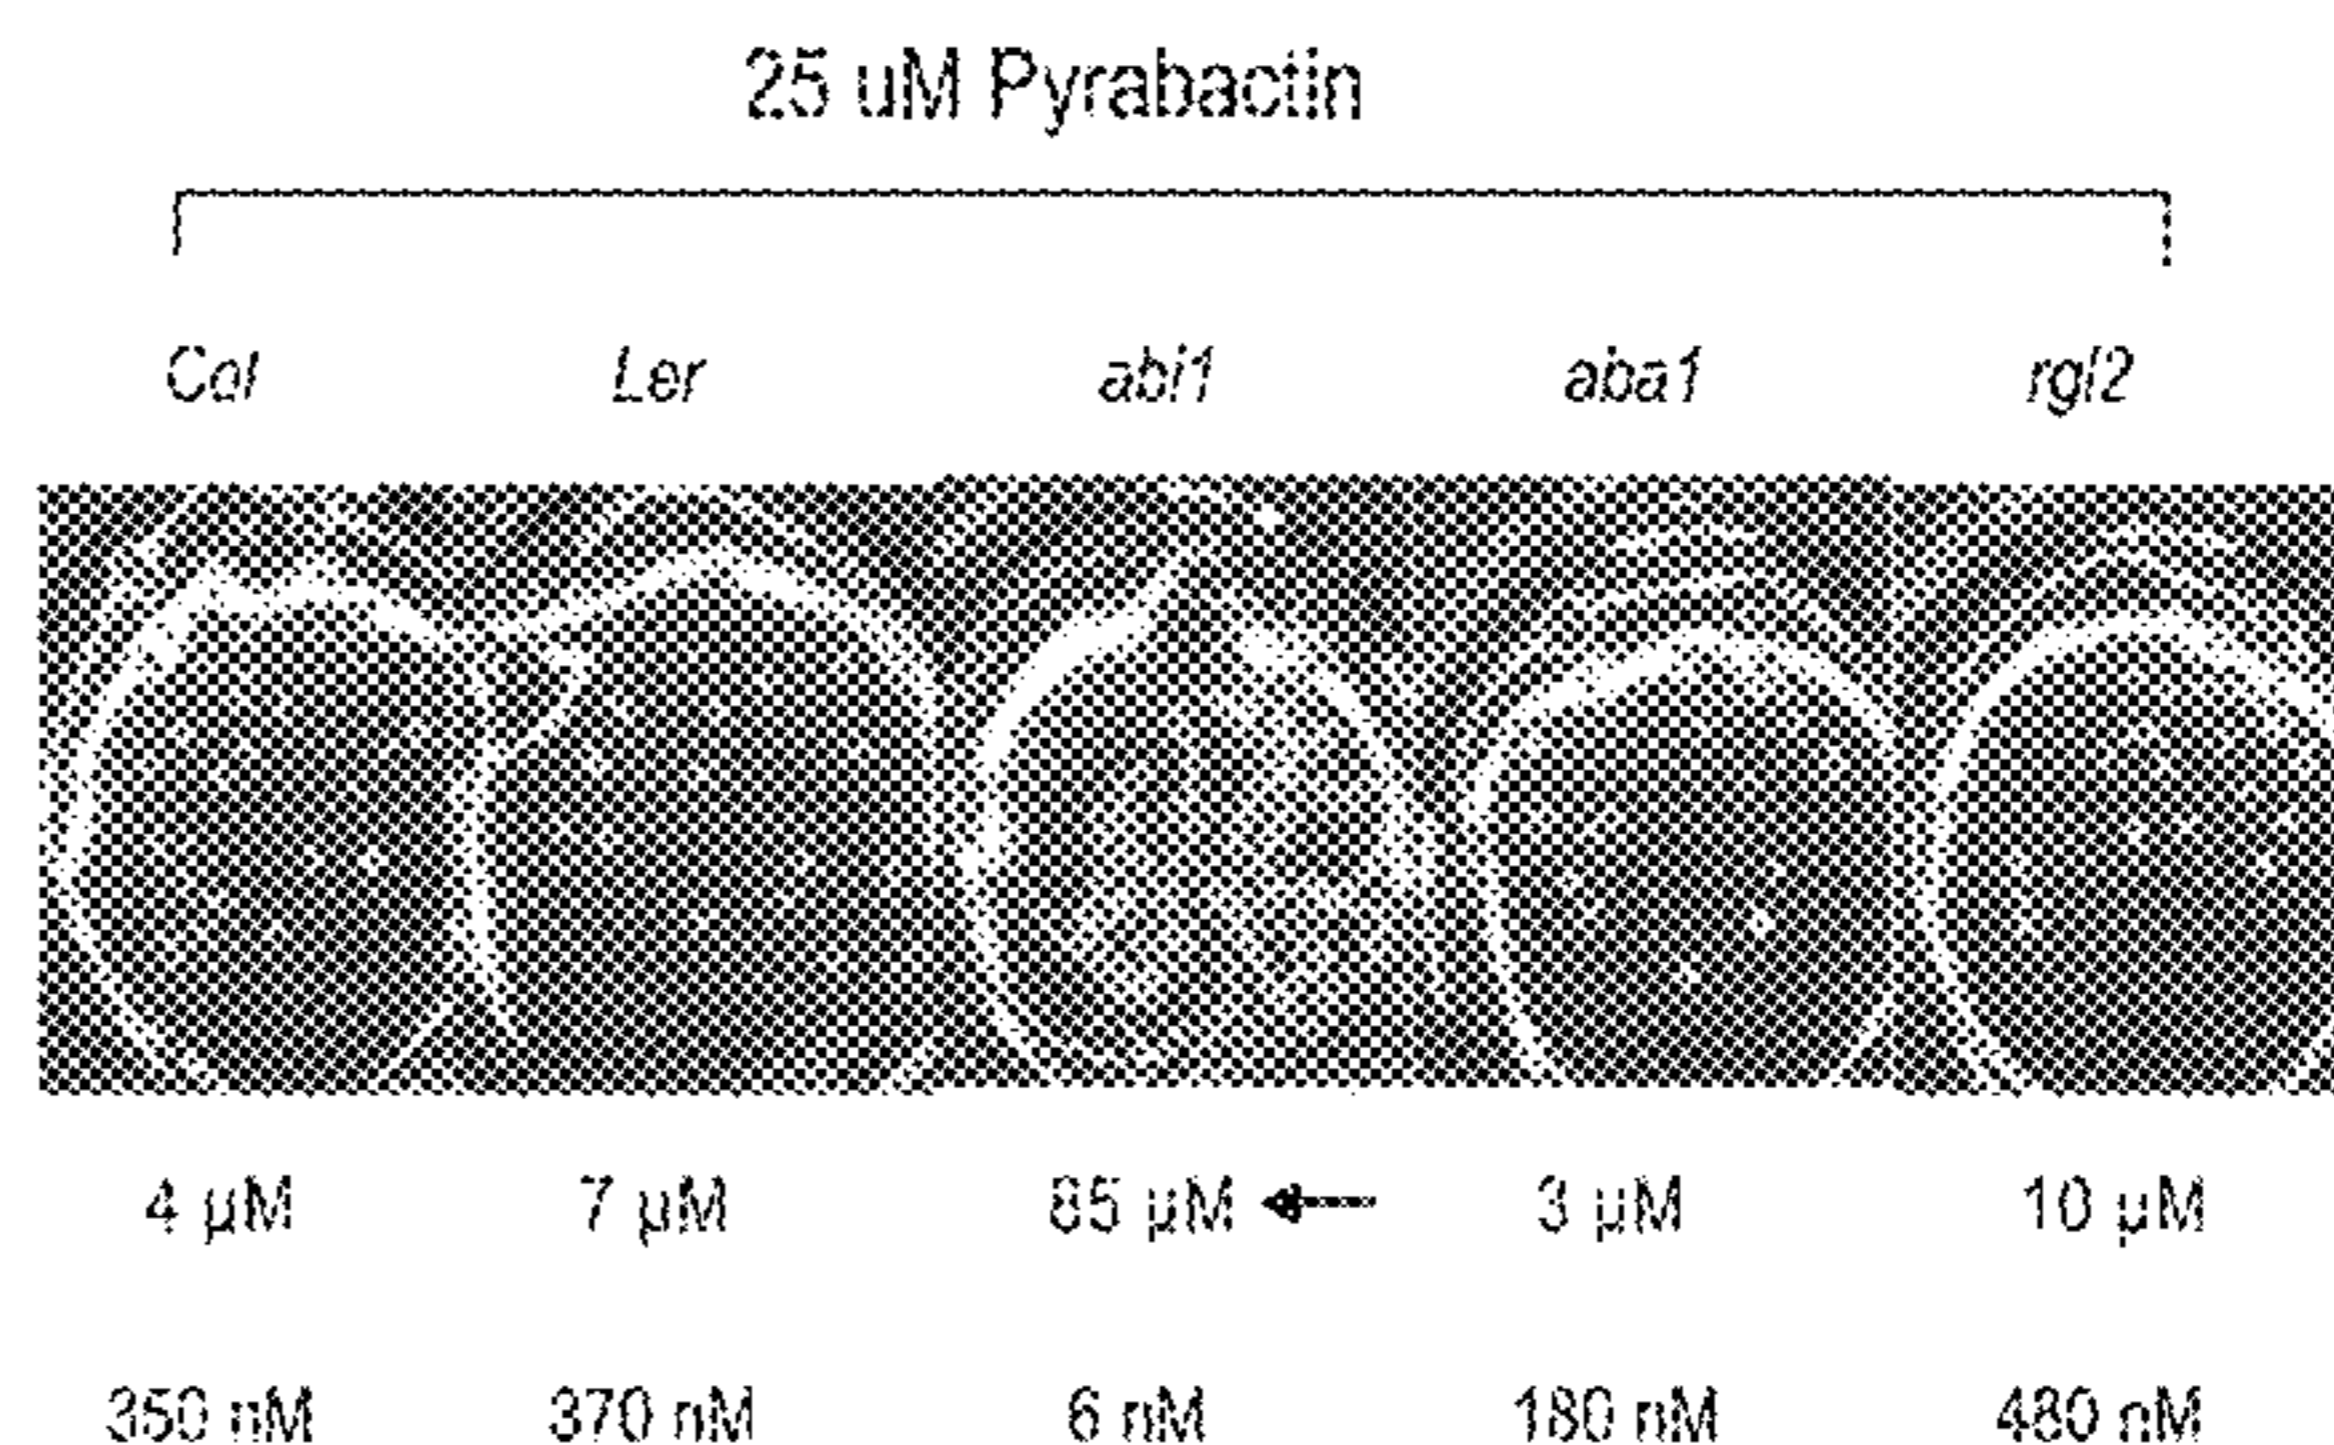 25 uM Pyrabactin
Col Ler abi1 aba1 rgl2
4 µM 7 µM 85 µM 3 µM 10 µM
350 nM 370 nM 6 nM 180 nM 480 nM